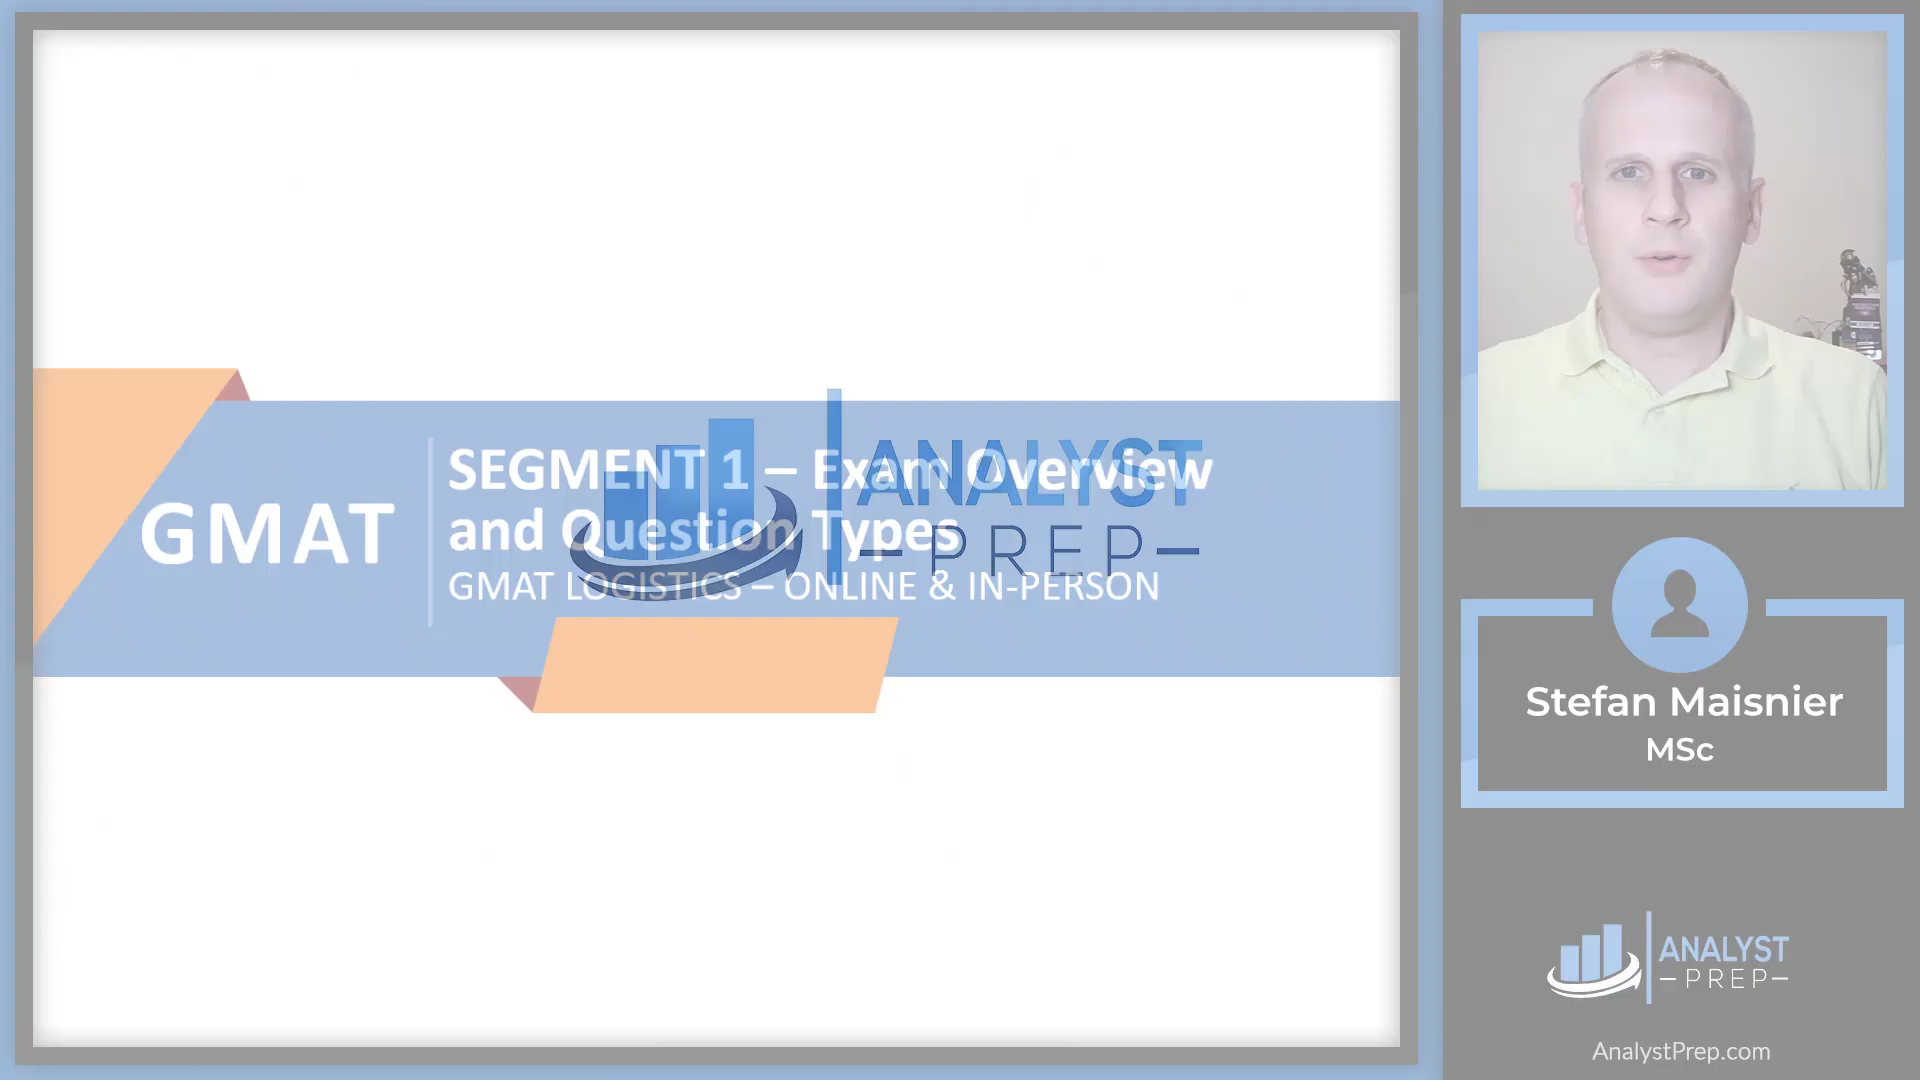 GMAT
SEGMENT 1 – Exam Overview
and Question Types
GMAT LOGISTICS – ONLINE & IN-PERSON
ANALYST
–PREP–
Stefan Maisnier
MSc
ANALYST
–PREP–
AnalystPrep.com